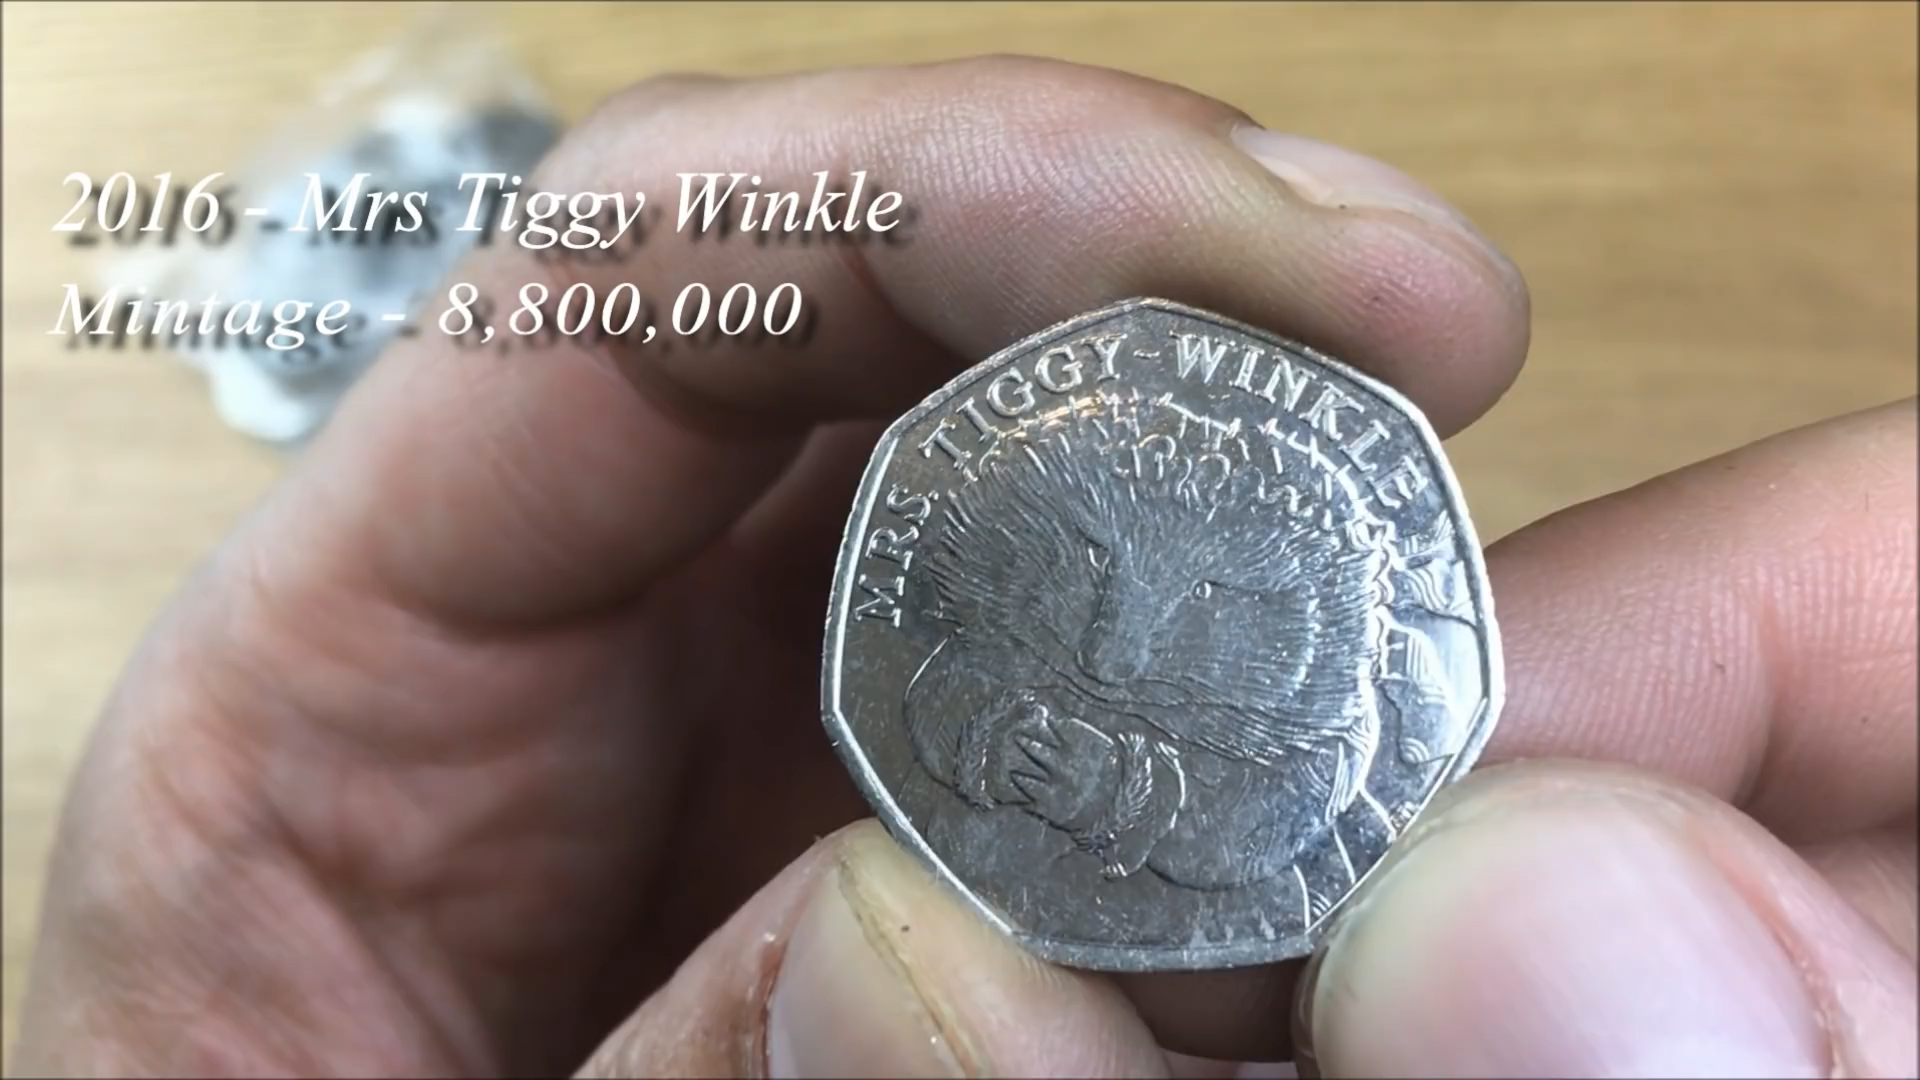 2016 - Mrs Tiggy Winkle
Mintage - 8,800,000
MRS. TIGGY-WINKLE